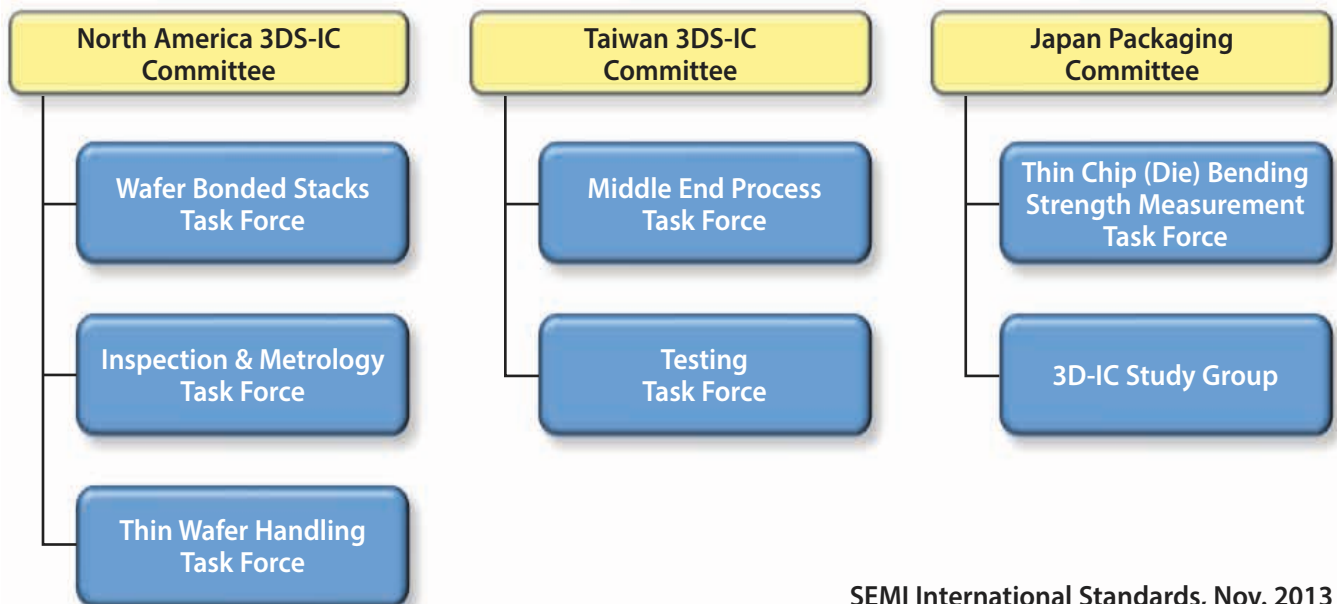 North America 3DS-IC
Committee
Wafer Bonded Stacks
Task Force
Inspection & Metrology
Task Force
Thin Wafer Handling
Task Force
Taiwan 3DS-IC
Committee
Middle End Process
Task Force
Testing
Task Force
Japan Packaging
Committee
Thin Chip (Die) Bending
Strength Measurement
Task Force
3D-IC Study Group
SEMI International Standards, Nov. 2013